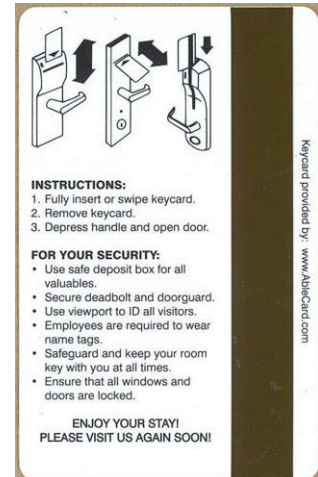 INSTRUCTIONS:
1. Fully insert or swipe keycard.
2. Remove keycard.
3. Depress handle and open door.
FOR YOUR SECURITY:
• Use safe deposit box for all
valuables.
• Secure deadbolt and doorguard.
• Use viewport to ID all visitors.
• Employees are required to wear
name tags.
• Safeguard and keep your room
key with you at all times.
• Ensure that all windows and
doors are locked.
ENJOY YOUR STAY!
PLEASE VISIT US AGAIN SOON!
Keycard provided by: www.AbleCard.com